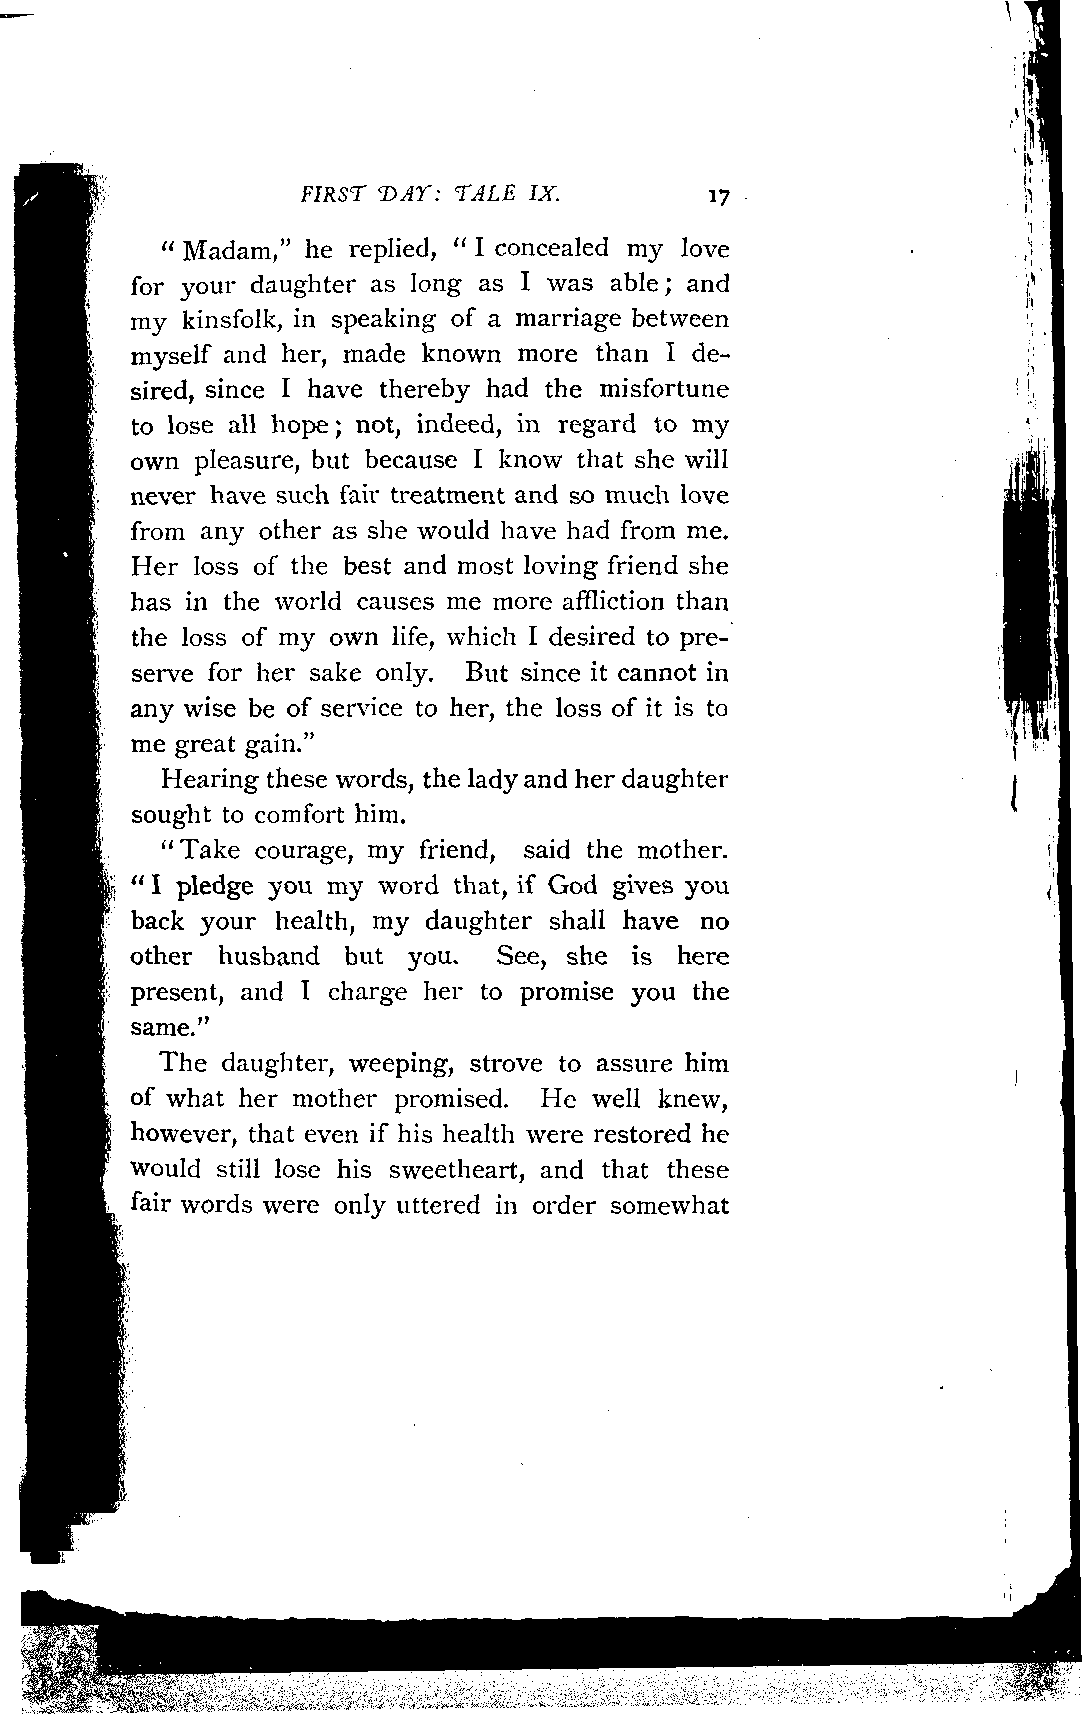 FIRST DAY: TALE IX. 17
“ Madam,” he replied, “ I concealed my love
for your daughter as long as I was able; and
my kinsfolk, in speaking of a marriage between
myself and her, made known more than I de-
sired, since I have thereby had the misfortune
to lose all hope; not, indeed, in regard to my
own pleasure, but because I know that she will
never have such fair treatment and so much love
from any other as she would have had from me.
Her loss of the best and most loving friend she
has in the world causes me more affliction than
the loss of my own life, which I desired to pre-
serve for her sake only. But since it cannot in
any wise be of service to her, the loss of it is to
me great gain.”
Hearing these words, the lady and her daughter
sought to comfort him.
“ Take courage, my friend, said the mother.
“ I pledge you my word that, if God gives you
back your health, my daughter shall have no
other husband but you. See, she is here
present, and I charge her to promise you the
same.”
The daughter, weeping, strove to assure him
of what her mother promised. He well knew,
however, that even if his health were restored he
would still lose his sweetheart, and that these
fair words were only uttered in order somewhat